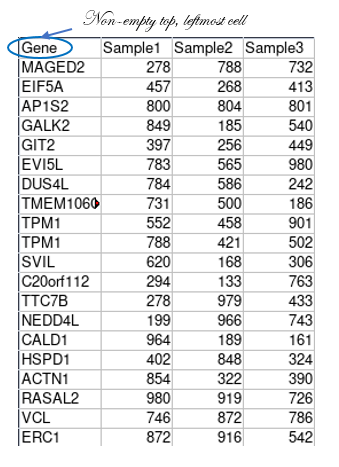 Non-empty top, leftmost cell
Gene Sample1 Sample2 Sample3
MAGED2 278 788 732
EIF5A 457 268 413
AP1S2 800 804 801
GALK2 849 185 540
GIT2 397 256 449
EVI5L 783 565 980
DUS4L 784 586 242
TMEM1060 731 500 186
TPM1 552 458 901
TPM1 788 421 502
SVIL 620 168 306
C20orf112 294 133 763
TTC7B 278 979 433
NEDD4L 199 966 743
CALD1 964 189 161
HSPD1 402 848 324
ACTN1 854 322 390
RASAL2 980 919 726
VCL 746 872 786
ERC1 872 916 542